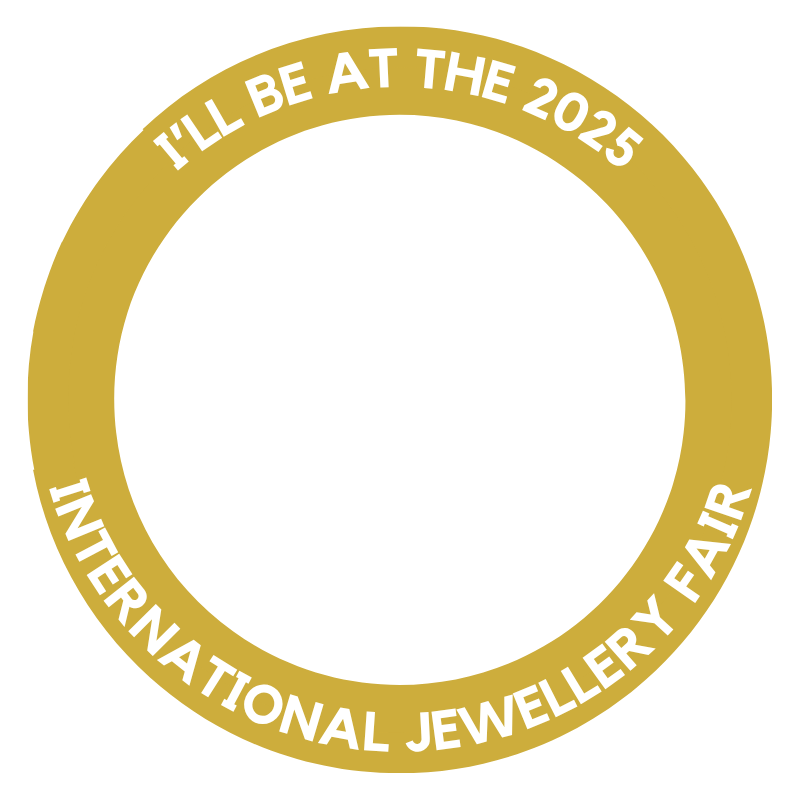 I'LL BE AT THE 2025
INTERNATIONAL JEWELLERY FAIR